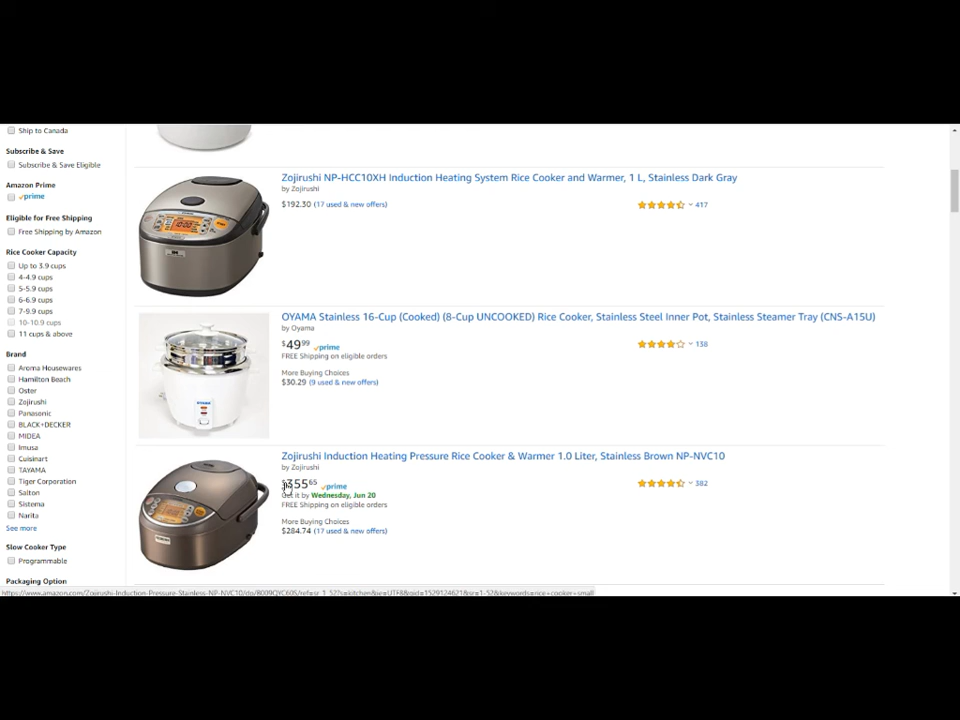 Ship to Canada
Subscribe & Save
Subscribe & Save Eligible
Amazon Prime
prime
Eligible for Free Shipping
Free Shipping by Amazon
Rice Cooker Capacity
Up to 3.9 cups
4-4.9 cups
5-5.9 cups
6-6.9 cups
7-9.9 cups
10-10.9 cups
11 cups & above
Brand
Aroma Housewares
Hamilton Beach
Oster
Zojirushi
Panasonic
BLACK+DECKER
MIDEA
Imusa
Cuisinart
TAYAMA
Tiger Corporation
Salton
Sistema
Narita
See more
Slow Cooker Type
Programmable
Packaging Option
Zojirushi NP-HCC10XH Induction Heating System Rice Cooker and Warmer, 1 L, Stainless Dark Gray
by Zojirushi
$192.30 (17 used & new offers)
417
OYAMA Stainless 16-Cup (Cooked) (8-Cup UNCOOKED) Rice Cooker, Stainless Steel Inner Pot, Stainless Steamer Tray (CNS-A15U)
by Oyama
$49.99 prime
138
FREE Shipping on eligible orders
More Buying Choices
$30.29 (9 used & new offers)
Zojirushi Induction Heating Pressure Rice Cooker & Warmer 1.0 Liter, Stainless Brown NP-NVC10
by Zojirushi
$355.65 prime
382
Get it by Wednesday, Jun 20
FREE Shipping on eligible orders
More Buying Choices
$284.74 (17 used & new offers)